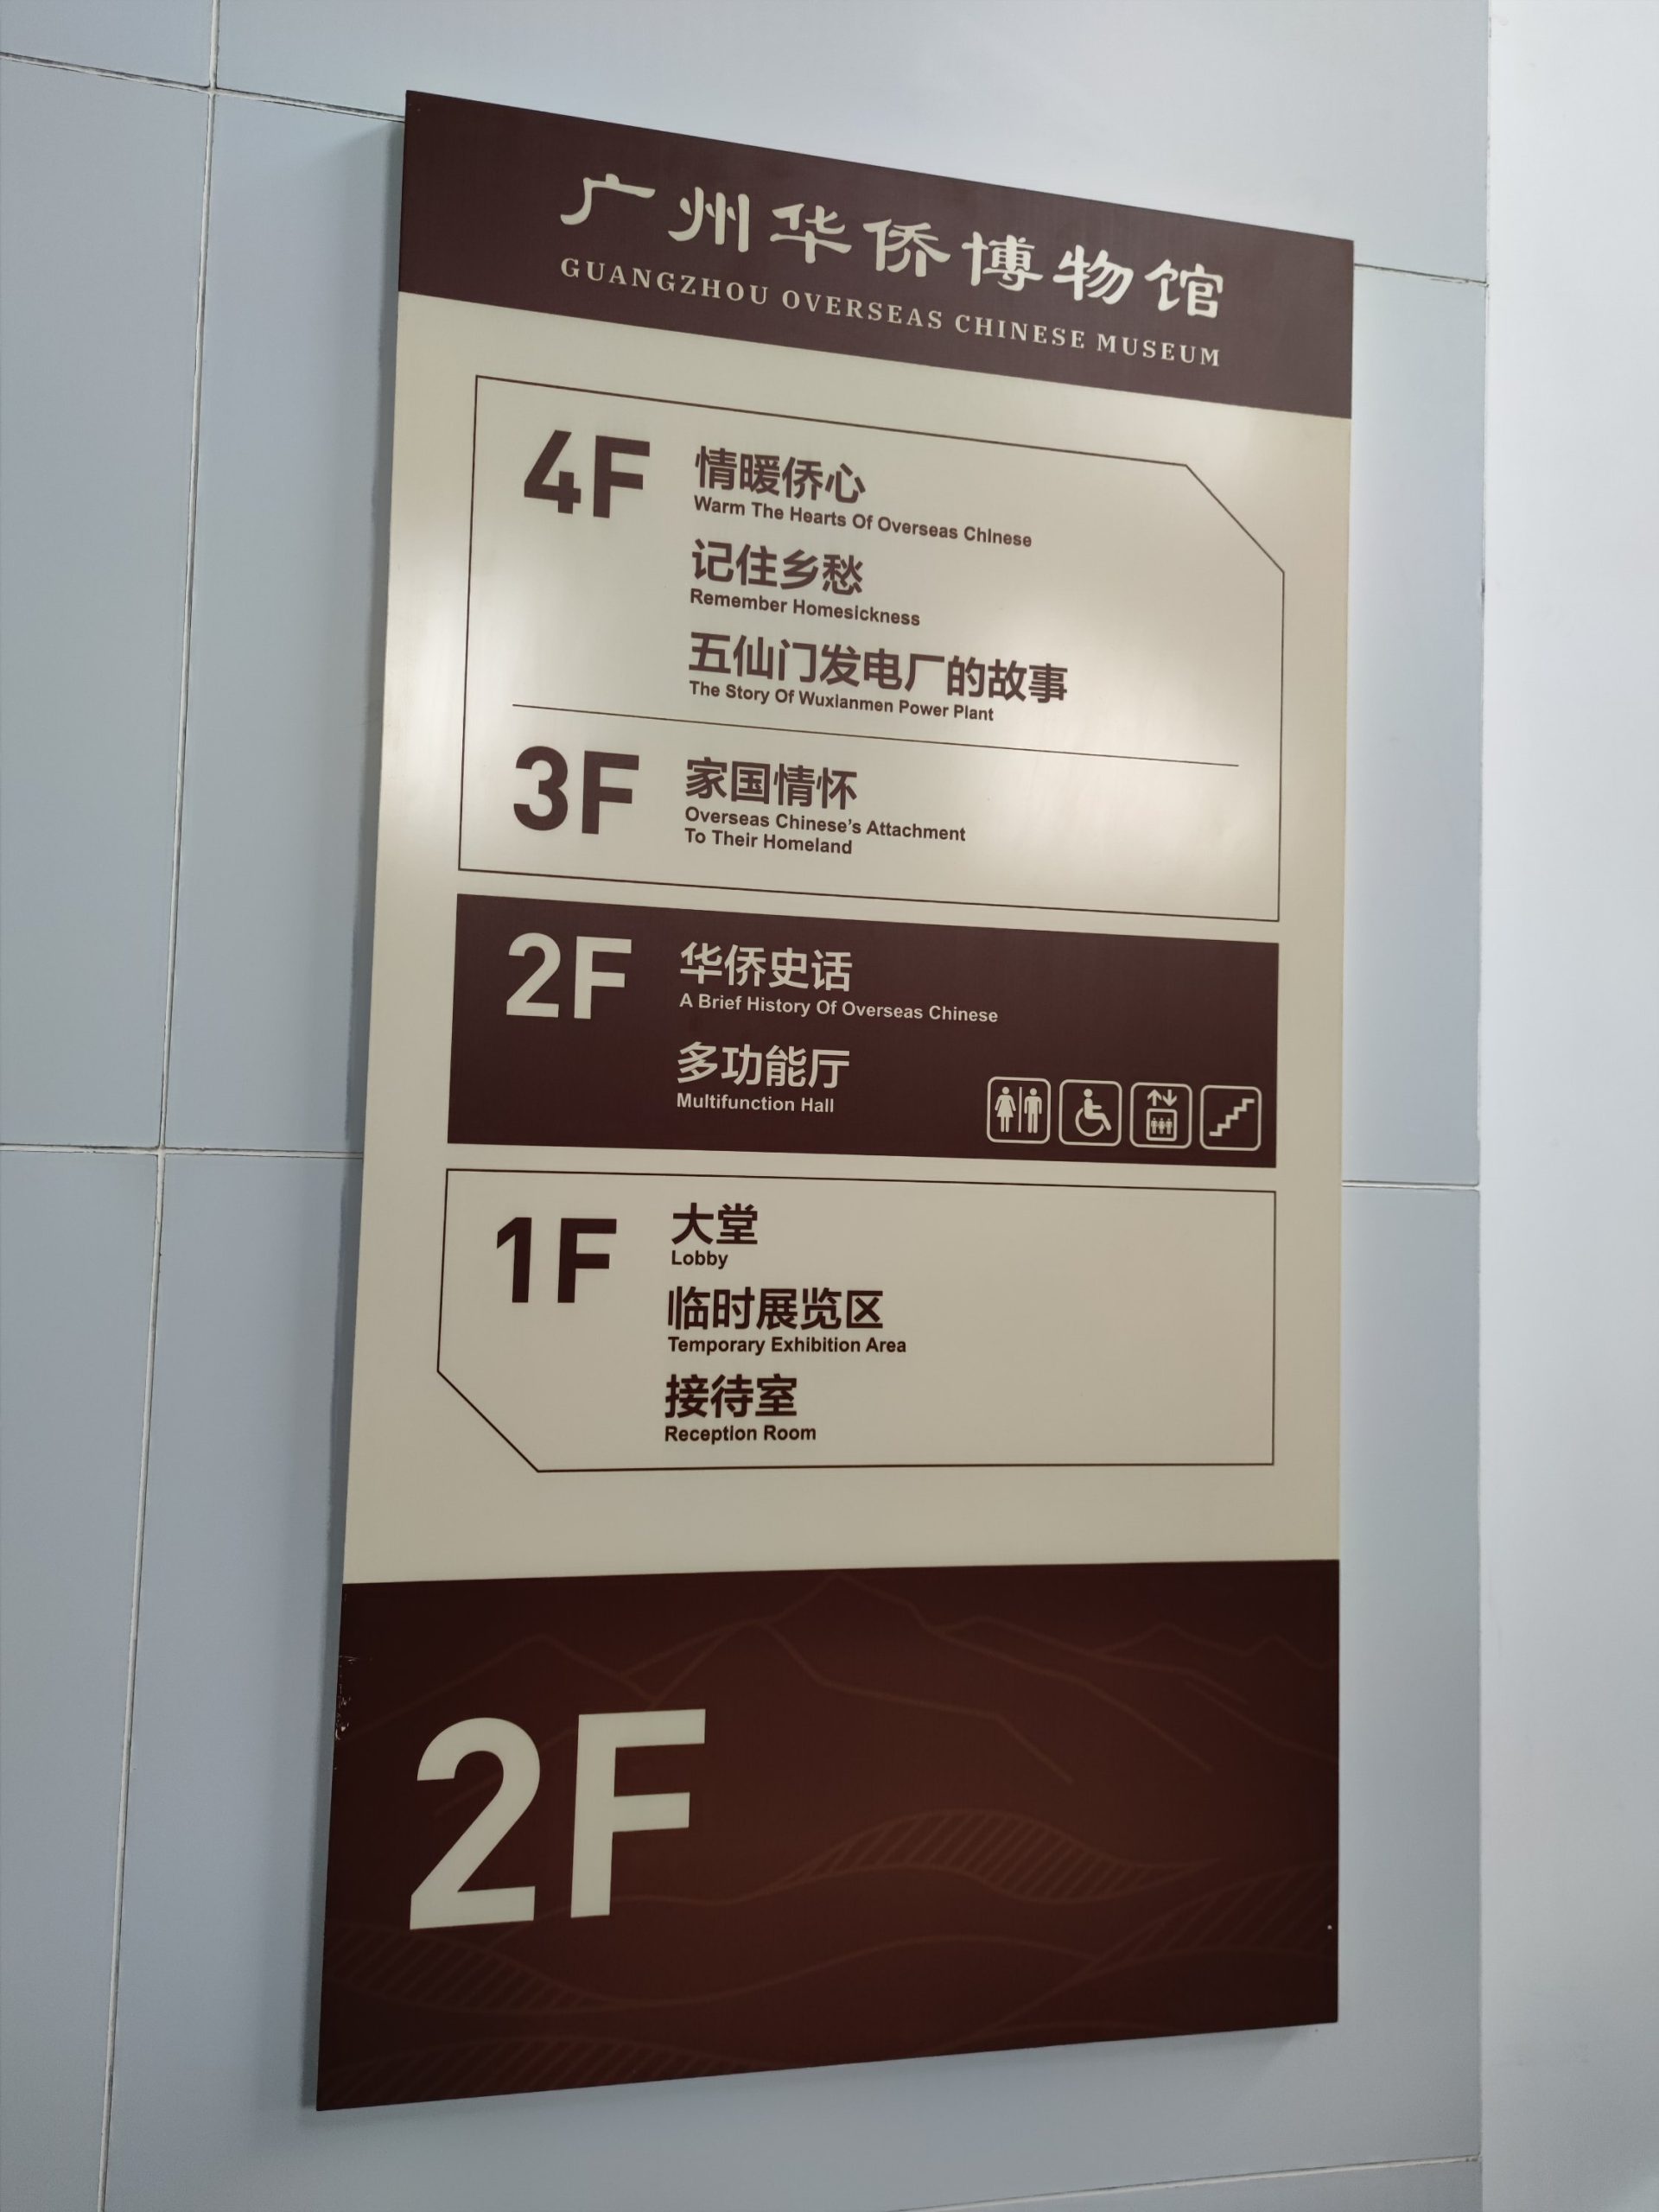 广州华侨博物馆
GUANGZHOU OVERSEAS CHINESE MUSEUM
4F
情暖侨心
Warm The Hearts Of Overseas Chinese
记住乡愁
Remember Homesickness
五仙门发电厂的故事
The Story Of Wuxianmen Power Plant
3F
家国情怀
Overseas Chinese's Attachment
To Their Homeland
2F
华侨史话
A Brief History Of Overseas Chinese
多功能厅
Multifunction Hall
1F
大堂
Lobby
临时展览区
Temporary Exhibition Area
接待室
Reception Room
2F